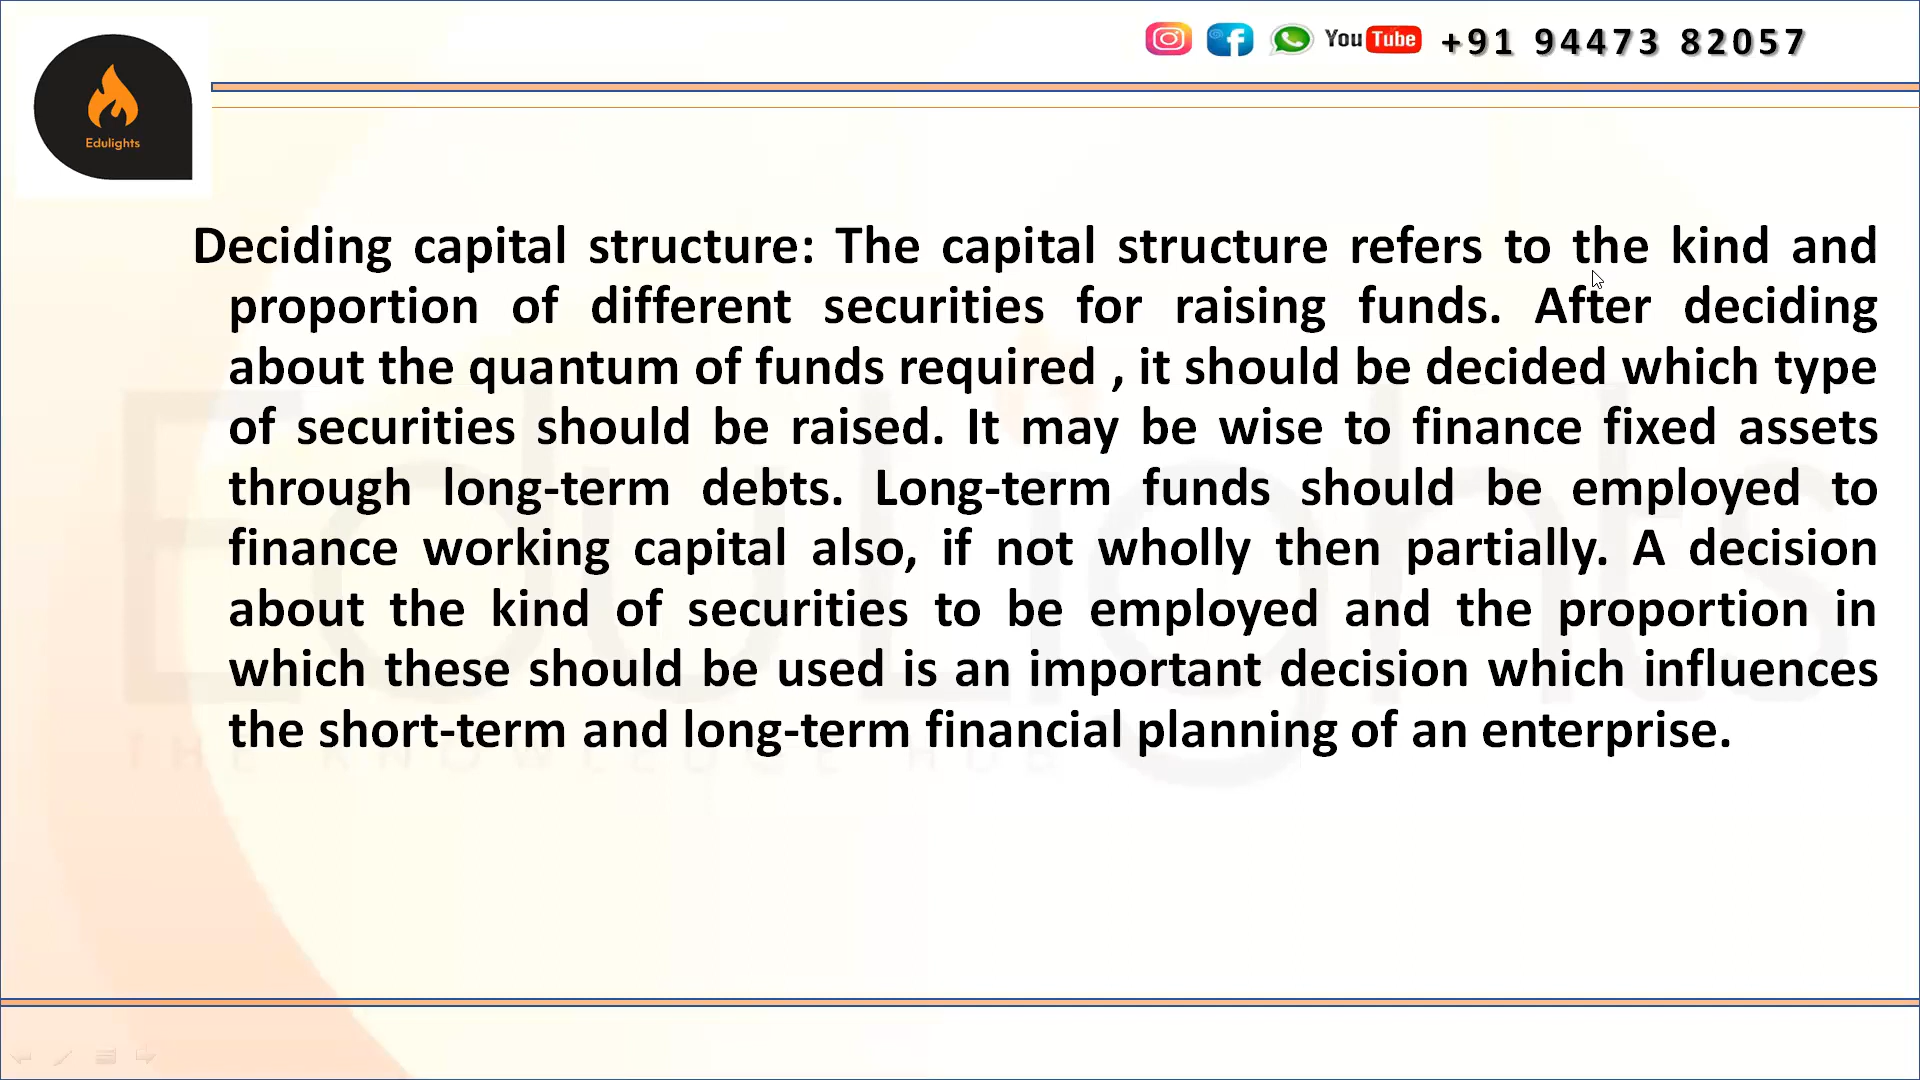 You Tube +91 94473 82057
Edulights
Deciding capital structure: The capital structure refers to the kind and
proportion of different securities for raising funds. After deciding
about the quantum of funds required , it should be decided which type
of securities should be raised. It may be wise to finance fixed assets
through long-term debts. Long-term funds should be employed to
finance working capital also, if not wholly then partially. A decision
about the kind of securities to be employed and the proportion in
which these should be used is an important decision which influences
the short-term and long-term financial planning of an enterprise.
EduLights
THE KNOWLEDGE HUB